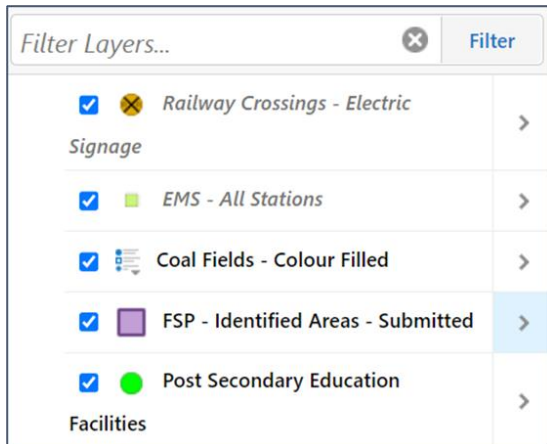 Filter Layers...
Filter
Railway Crossings - Electric
Signage
EMS - All Stations
Coal Fields - Colour Filled
FSP - Identified Areas - Submitted
Post Secondary Education
Facilities